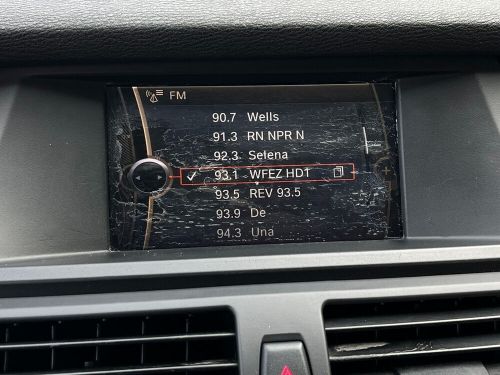 FM
90.7 Wells
91.3 RN NPR N
92.3 Selena
93.1 WFEZ HD1
93.5 REV 93.5
93.9 De
94.3 Una